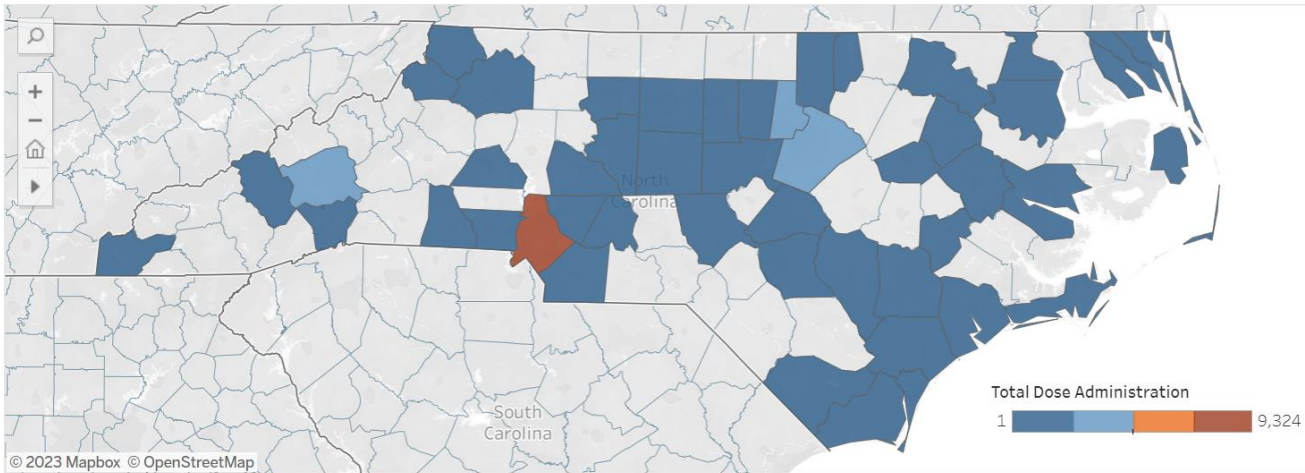 North
Carolina
South
Carolina
Total Dose Administration
1 9,324
© 2023 Mapbox © OpenStreetMap